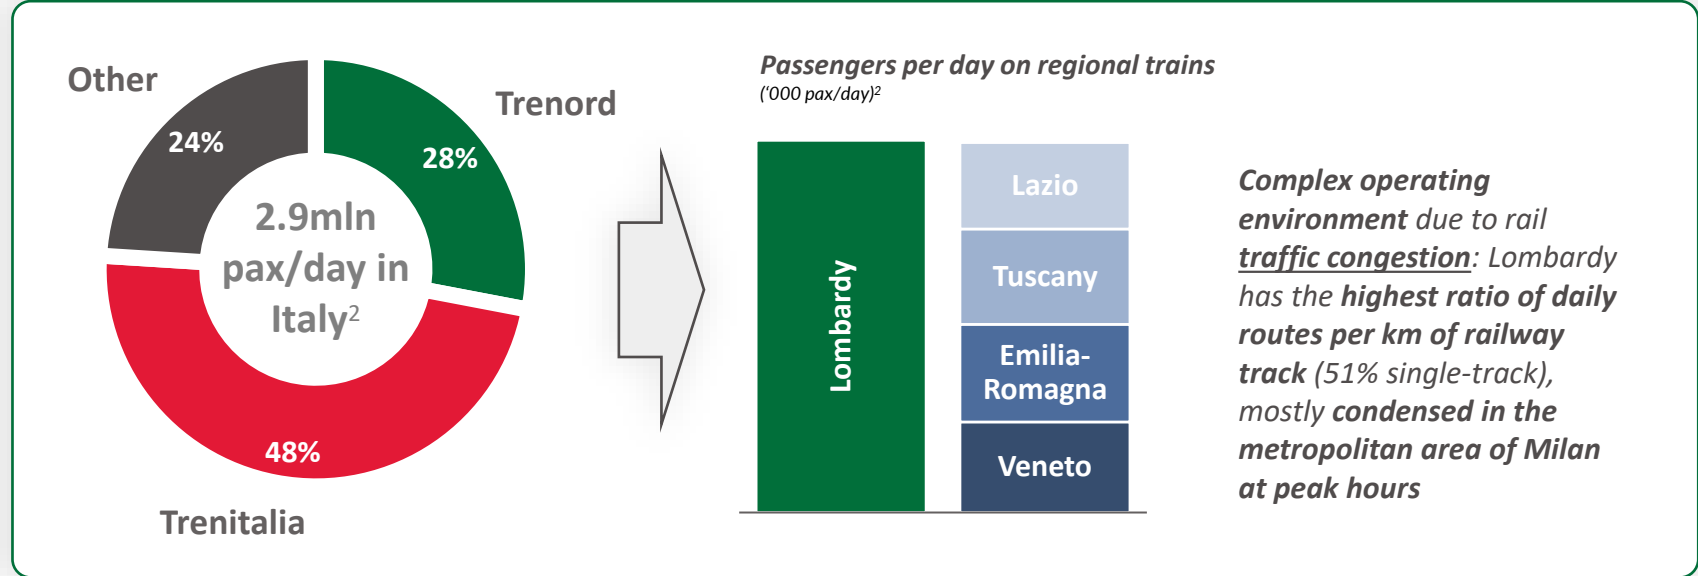 Other
Trenord
24%
28%
2.9mln
pax/day in
Italy²
48%
Trenitalia
Passengers per day on regional trains
(‘000 pax/day)²
Lombardy
Lazio
Tuscany
Emilia-
Romagna
Veneto
Complex operating
environment due to rail
traffic congestion: Lombardy
has the highest ratio of daily
routes per km of railway
track (51% single-track),
mostly condensed in the
metropolitan area of Milan
at peak hours